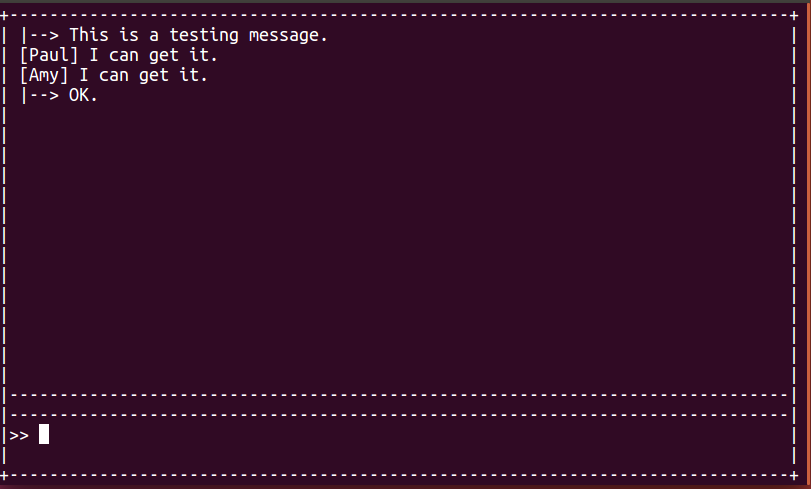 |--> This is a testing message.
[Paul] I can get it.
[Amy] I can get it.
|--> OK.
>>